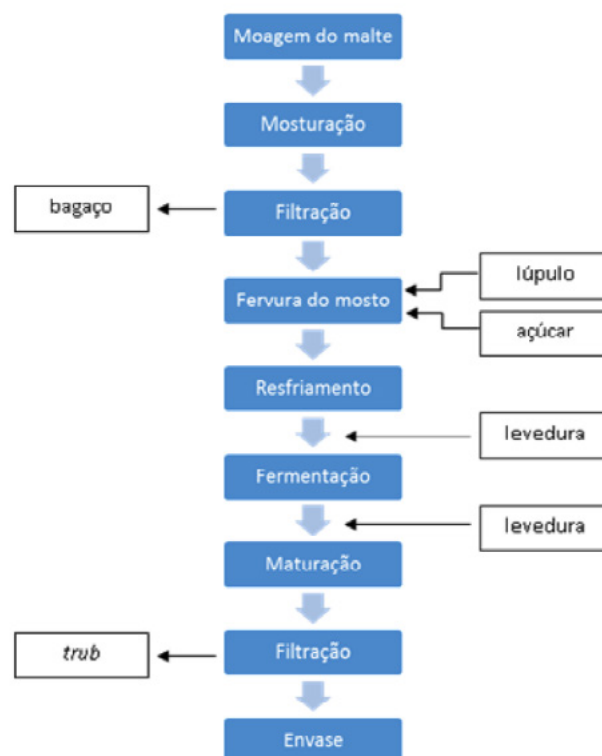 Moagem do malte
Mosturação
bagaço
Filtração
lúpulo
Fervura do mosto
açúcar
Resfriamento
levedura
Fermentação
levedura
Maturação
trub
Filtração
Envase